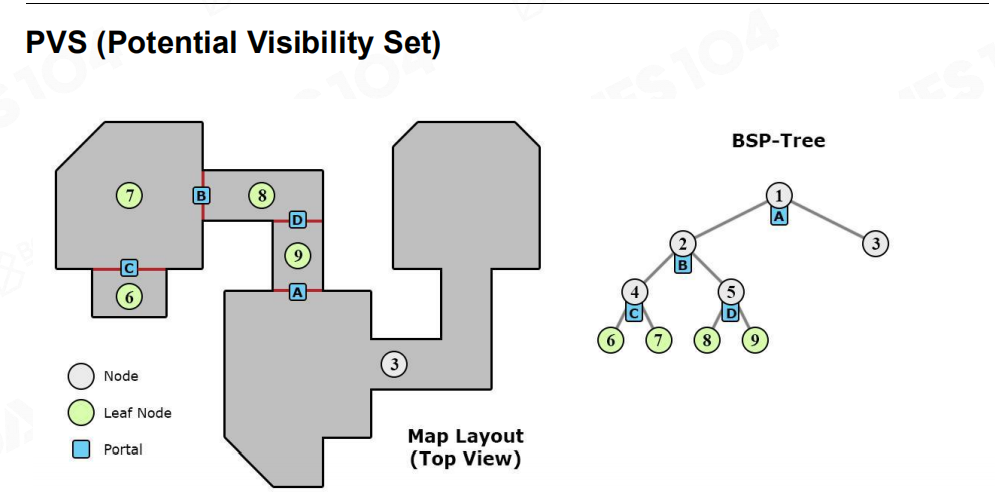 PVS (Potential Visibility Set)
BSP-Tree
7
B
8
1
A
D
2
3
9
B
C
6
A
4
5
C
D
6
7
8
9
3
Node
Leaf Node
Portal
Map Layout
(Top View)